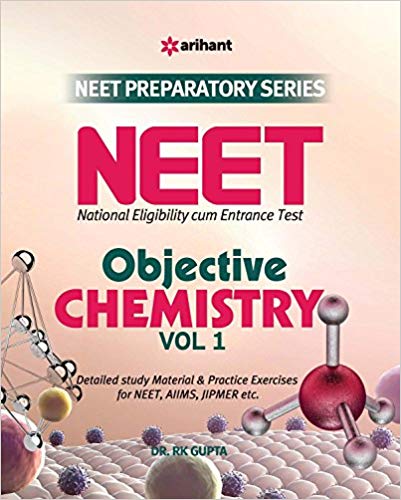 arihant
NEET PREPARATORY SERIES
NEET
National Eligibility cum Entrance Test
Objective
CHEMISTRY
VOL 1
Detailed study Material & Practice Exercises
for NEET, AIIMS, JIPMER etc.
DR. RK GUPTA